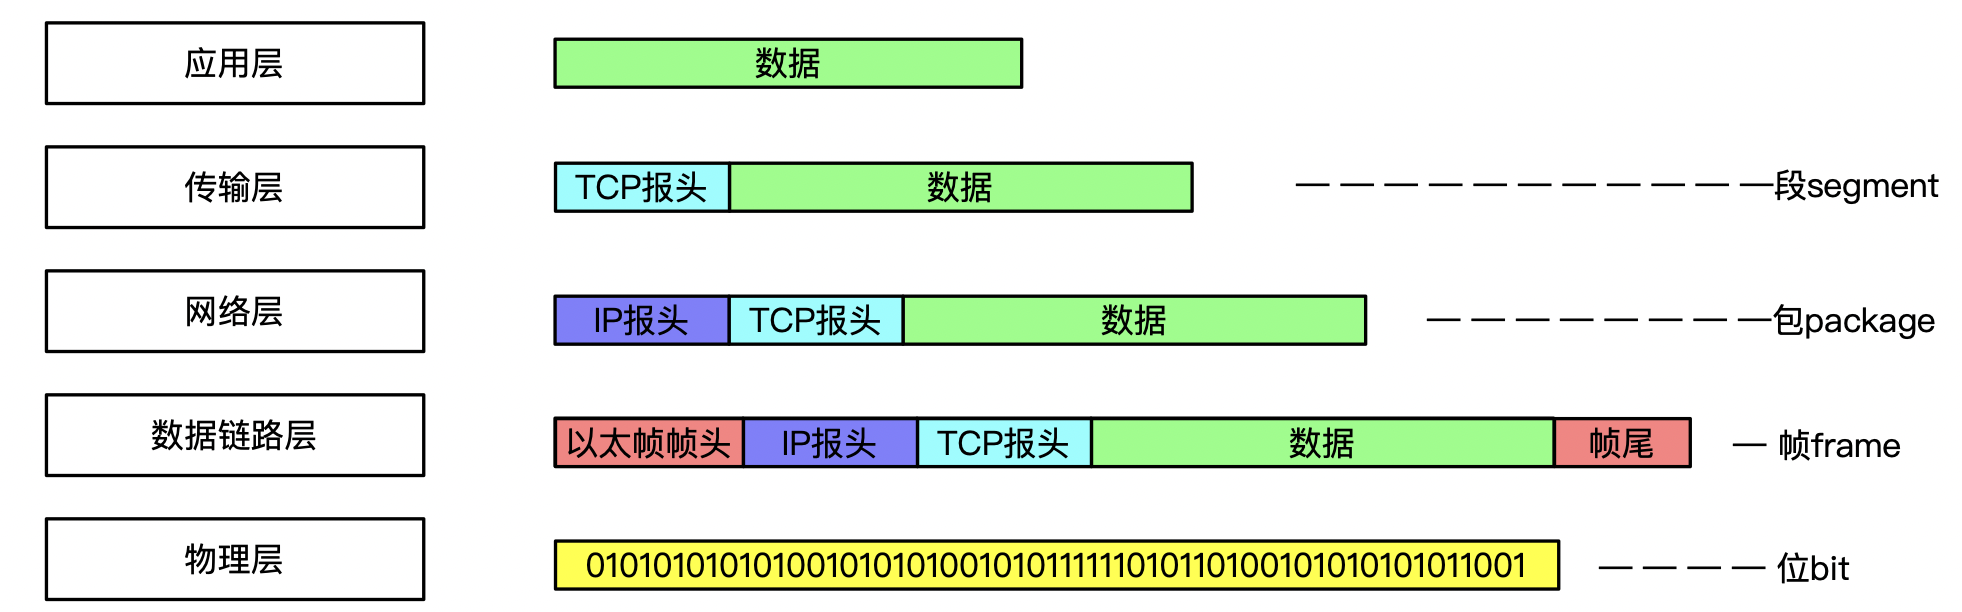 应用层 数据
传输层 TCP报头 数据 段segment
网络层 IP报头 TCP报头 数据 包package
数据链路层 以太帧帧头 IP报头 TCP报头 数据 帧尾 帧frame
物理层 010101010101001010101001010111111010110100101010101011001 位bit